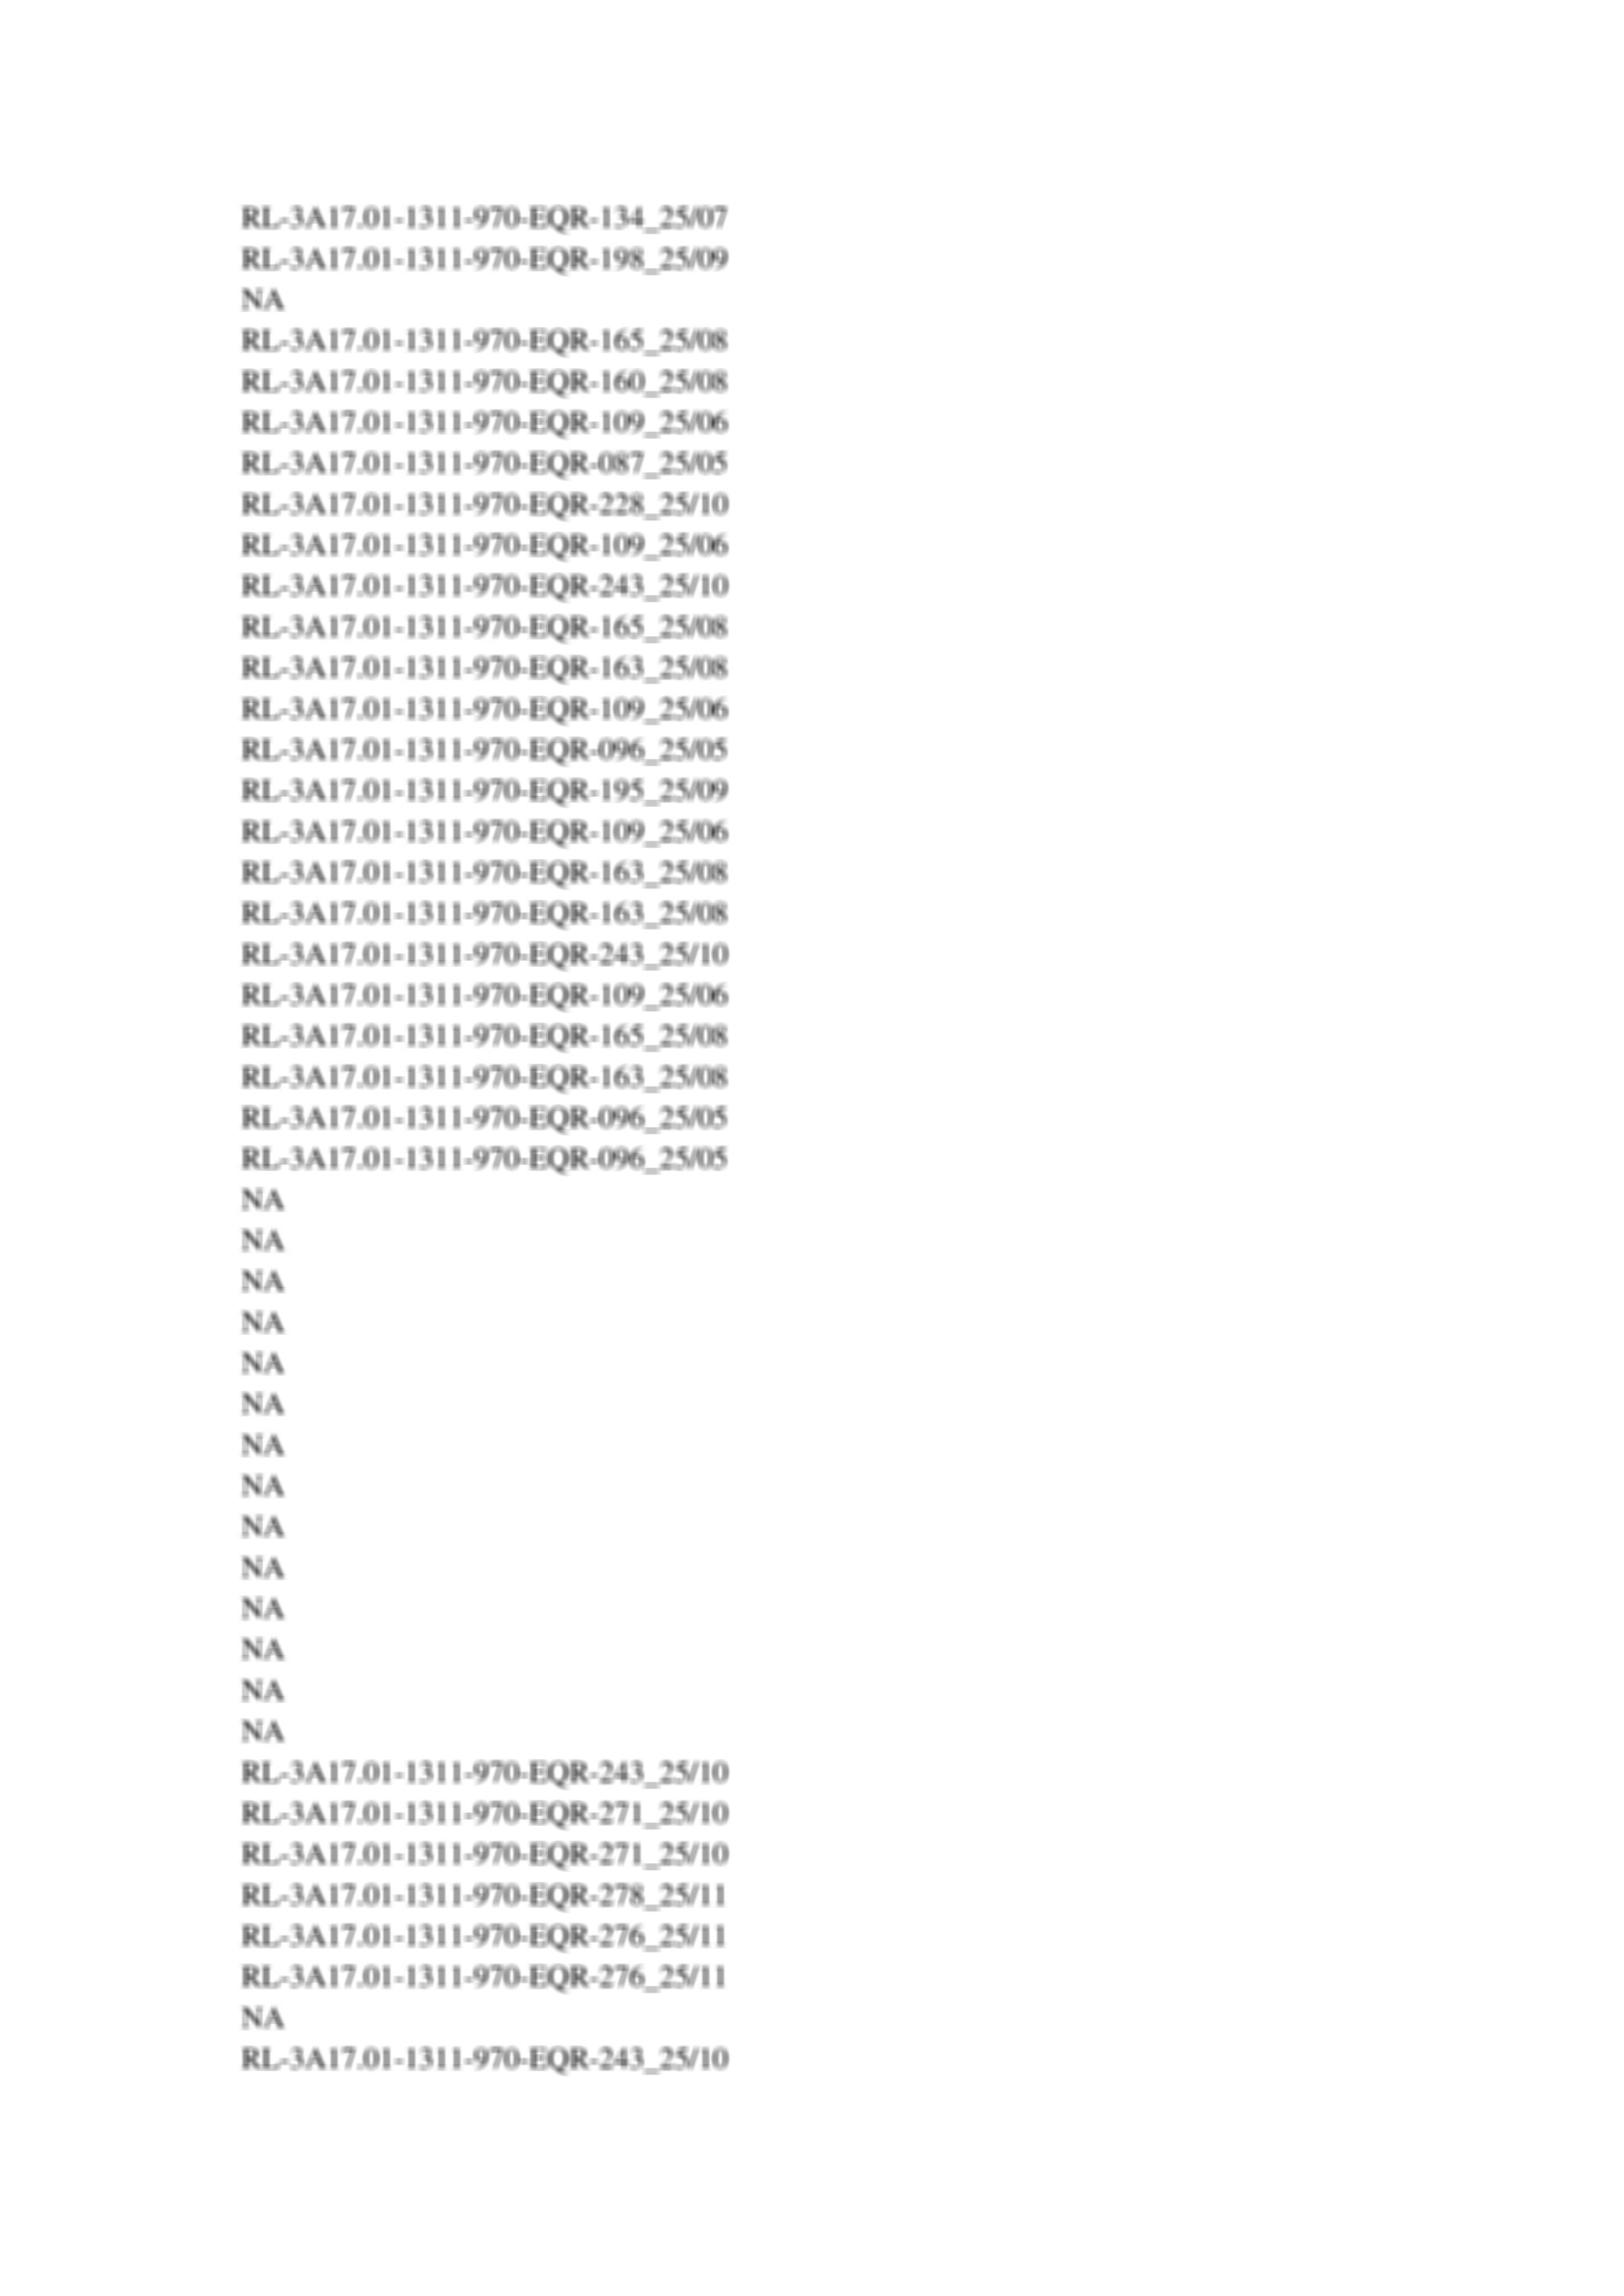 RL-3A17.01-1311-970-EQR-134_25/07
RL-3A17.01-1311-970-EQR-198_25/09
NA
RL-3A17.01-1311-970-EQR-165_25/08
RL-3A17.01-1311-970-EQR-160_25/08
RL-3A17.01-1311-970-EQR-109_25/06
RL-3A17.01-1311-970-EQR-087_25/05
RL-3A17.01-1311-970-EQR-228_25/10
RL-3A17.01-1311-970-EQR-109_25/06
RL-3A17.01-1311-970-EQR-243_25/10
RL-3A17.01-1311-970-EQR-165_25/08
RL-3A17.01-1311-970-EQR-163_25/08
RL-3A17.01-1311-970-EQR-109_25/06
RL-3A17.01-1311-970-EQR-096_25/05
RL-3A17.01-1311-970-EQR-195_25/09
RL-3A17.01-1311-970-EQR-109_25/06
RL-3A17.01-1311-970-EQR-163_25/08
RL-3A17.01-1311-970-EQR-163_25/08
RL-3A17.01-1311-970-EQR-243_25/10
RL-3A17.01-1311-970-EQR-109_25/06
RL-3A17.01-1311-970-EQR-165_25/08
RL-3A17.01-1311-970-EQR-163_25/08
RL-3A17.01-1311-970-EQR-096_25/05
RL-3A17.01-1311-970-EQR-096_25/05
NA
NA
NA
NA
NA
NA
NA
NA
NA
NA
NA
NA
NA
NA
RL-3A17.01-1311-970-EQR-243_25/10
RL-3A17.01-1311-970-EQR-271_25/10
RL-3A17.01-1311-970-EQR-271_25/10
RL-3A17.01-1311-970-EQR-278_25/11
RL-3A17.01-1311-970-EQR-276_25/11
RL-3A17.01-1311-970-EQR-276_25/11
NA
RL-3A17.01-1311-970-EQR-243_25/10